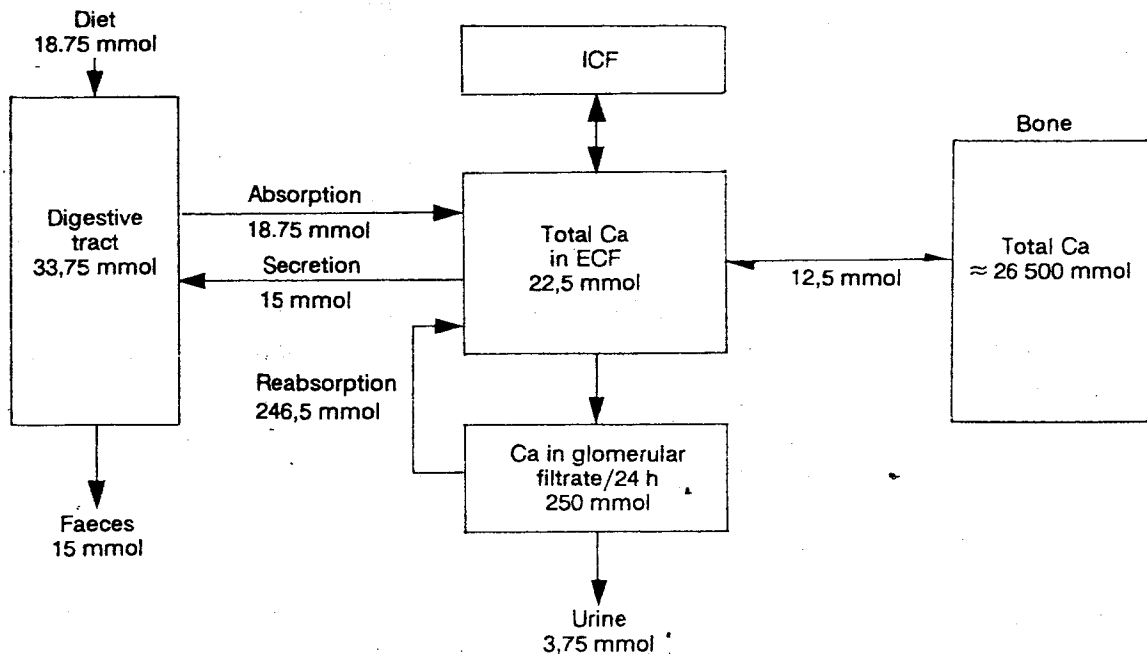 Diet
18.75 mmol
ICF
Bone
Digestive
tract
33,75 mmol
Absorption
18.75 mmol
Secretion
15 mmol
Total Ca
in ECF
22,5 mmol
12,5 mmol
Total Ca
≈ 26 500 mmol
Reabsorption
246,5 mmol
Ca in glomerular
filtrate/24 h
250 mmol
Faeces
15 mmol
Urine
3,75 mmol